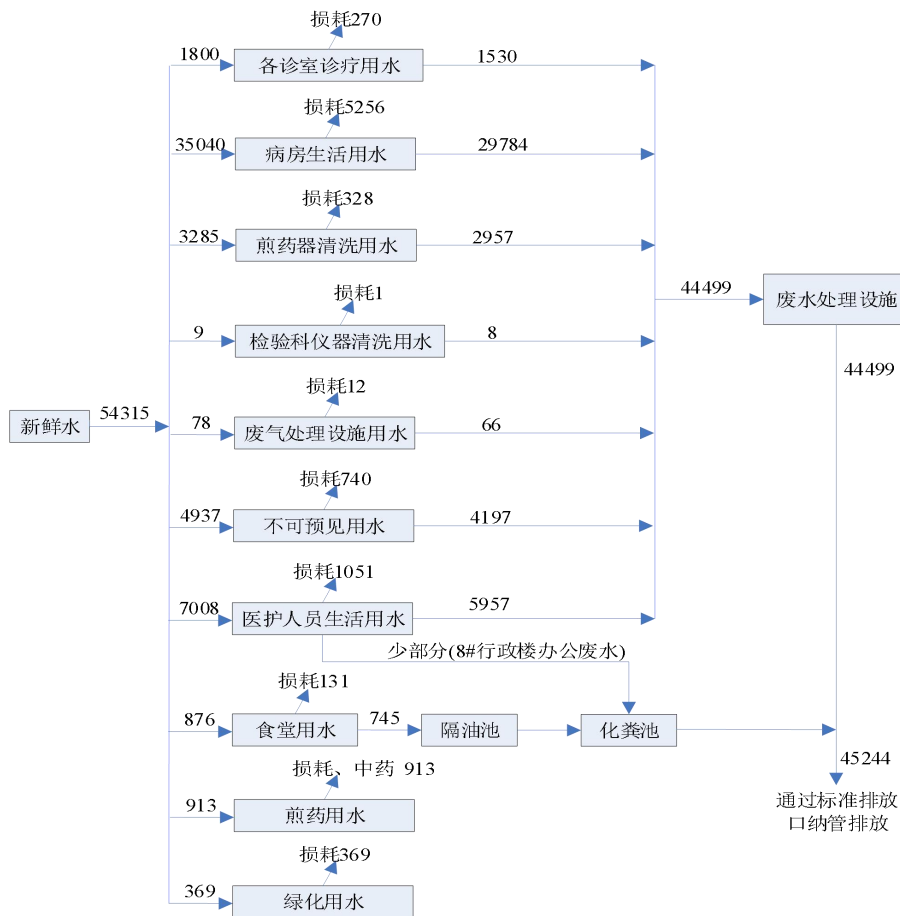 损耗270
1800
各诊室诊疗用水
1530
损耗5256
35040
病房生活用水
29784
损耗328
3285
煎药器清洗用水
2957
44499
废水处理设施
损耗1
9
检验科仪器清洗用水
8
44499
损耗12
新鲜水
54315
78
废气处理设施用水
66
损耗740
4937
不可预见用水
4197
损耗1051
7008
医护人员生活用水
5957
少部分(8#行政楼办公废水)
损耗131
876
食堂用水
745
隔油池
化粪池
45244
损耗、中药 913
通过标准排放
口纳管排放
913
煎药用水
损耗369
369
绿化用水